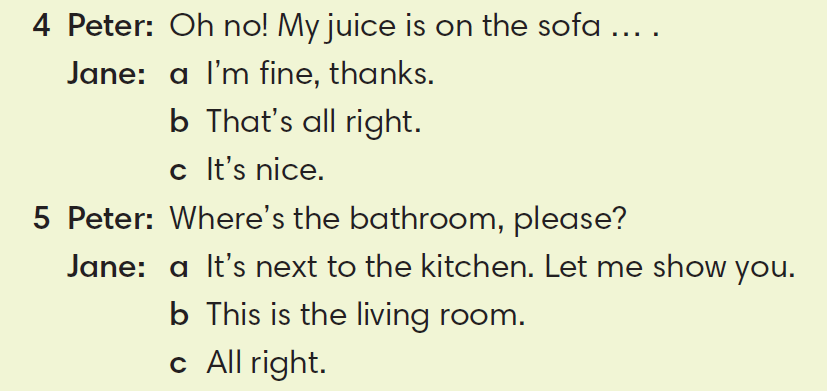 4 Peter: Oh no! My juice is on the sofa ... .
Jane: a I'm fine, thanks.
b That's all right.
c It's nice.
5 Peter: Where's the bathroom, please?
Jane: a It's next to the kitchen. Let me show you.
b This is the living room.
c All right.